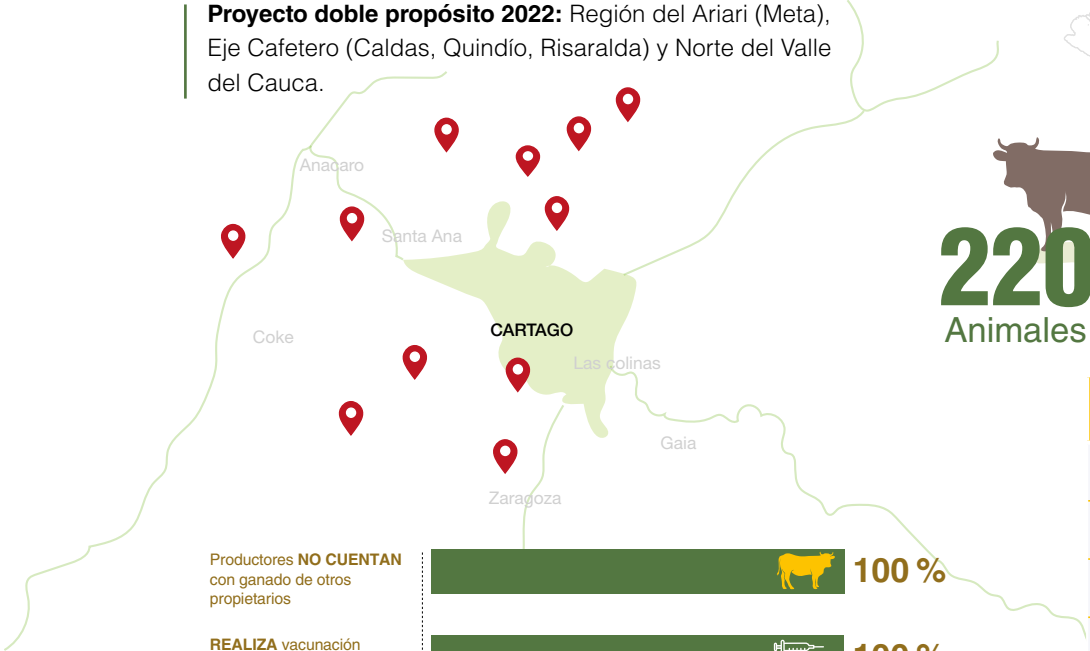 Proyecto doble propósito 2022: Región del Ariari (Meta),
Eje Cafetero (Caldas, Quindío, Risaralda) y Norte del Valle
del Cauca.
Anacaro
Santa Ana
Coke
CARTAGO
Las colinas
Gaia
Zaragoza
220
Animales
Productores NO CUENTAN
con ganado de otros
propietarios
100 %
REALIZA vacunación
100 %